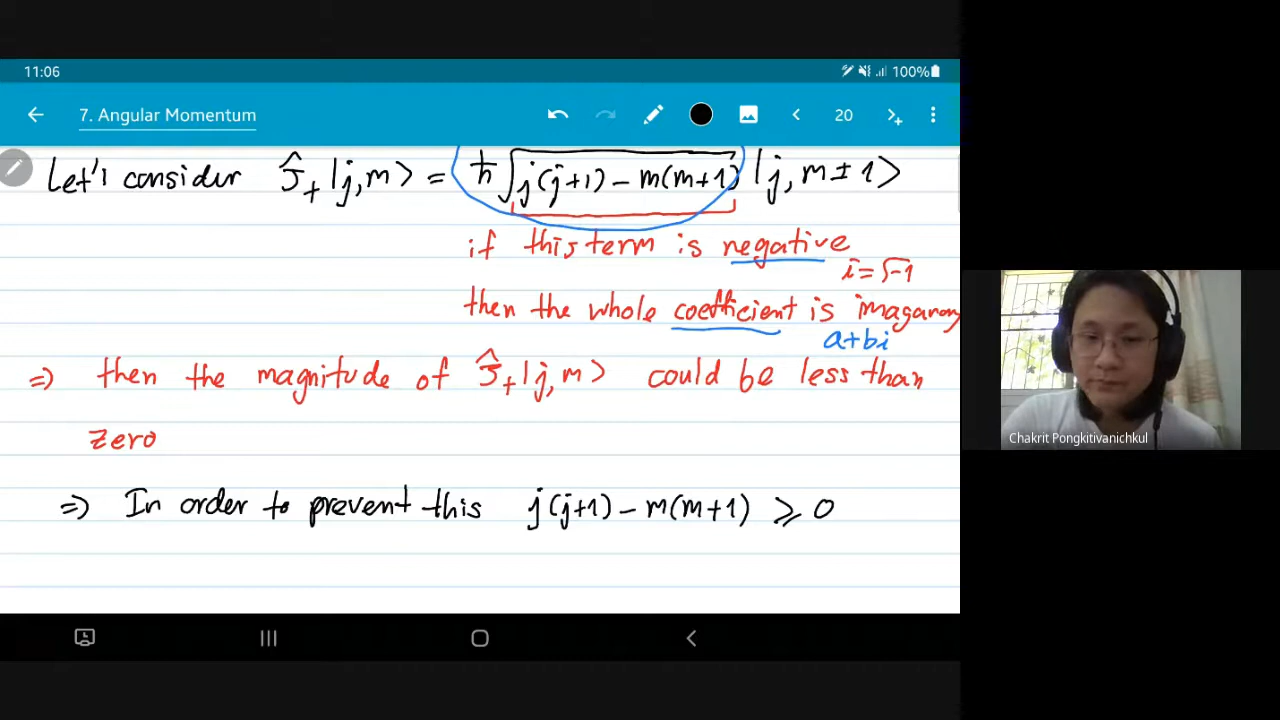 11:06
100%
7. Angular Momentum
20
Let's consider Ĵ₊|j,m> = ħ√(j(j+1) – m(m+1)) |j, m±1>
if this term is negative
i = √-1
then the whole coefficient is imaganary
a+bi
⇒ then the magnitude of Ĵ₊|j,m> could be less than
zero
⇒ In order to prevent this j(j+1) – m(m+1) ⩾ 0
Chakrit Pongkitivanichkul